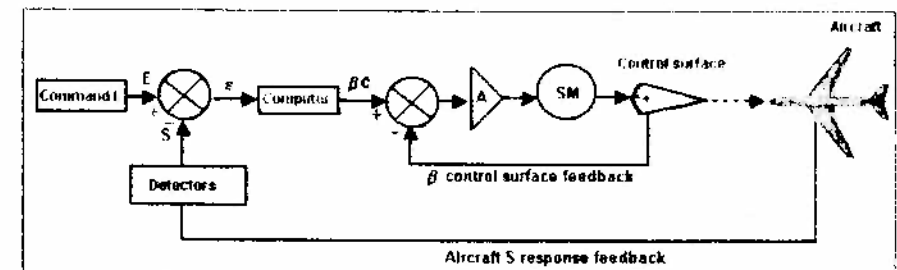 Aircraft
Control surface
E
ε
βc
Command
Computer
A
SM
+
+
+
-
S
Detectors
β control surface feedback
Aircraft S response feedback